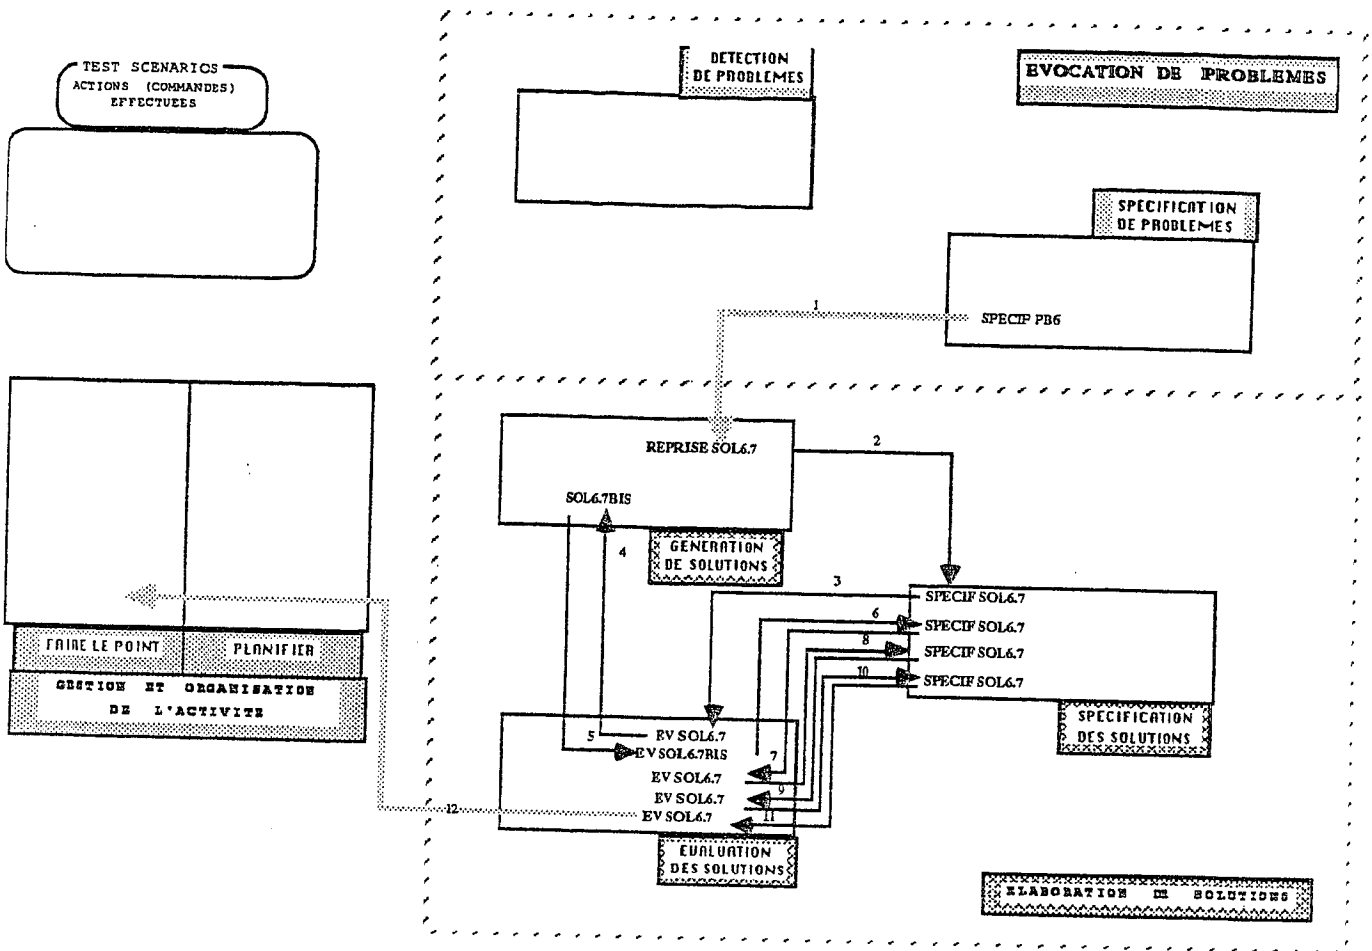 TEST SCENARIOS
ACTIONS (COMMANDES)
EFFECTUEES
DETECTION
DE PROBLEMES
EVOCATION DE PROBLEMES
SPECIFICATION
DE PROBLEMES
1
SPECIF PB6
REPRISE SOL6.7
2
SOL6.7BIS
4
GENERATION
DE SOLUTIONS
3
SPECIF SOL6.7
6
SPECIF SOL6.7
8
SPECIF SOL6.7
10
SPECIF SOL6.7
SPECIFICATION
DES SOLUTIONS
FAIRE LE POINT
PLANIFIER
GESTION ET ORGANISATION
DE L'ACTIVITE
5
EV SOL6.7
EV SOL6.7BIS
7
EV SOL6.7
9
EV SOL6.7
12
EV SOL6.7
11
EVALUATION
DES SOLUTIONS
ELABORATION DE SOLUTIONS